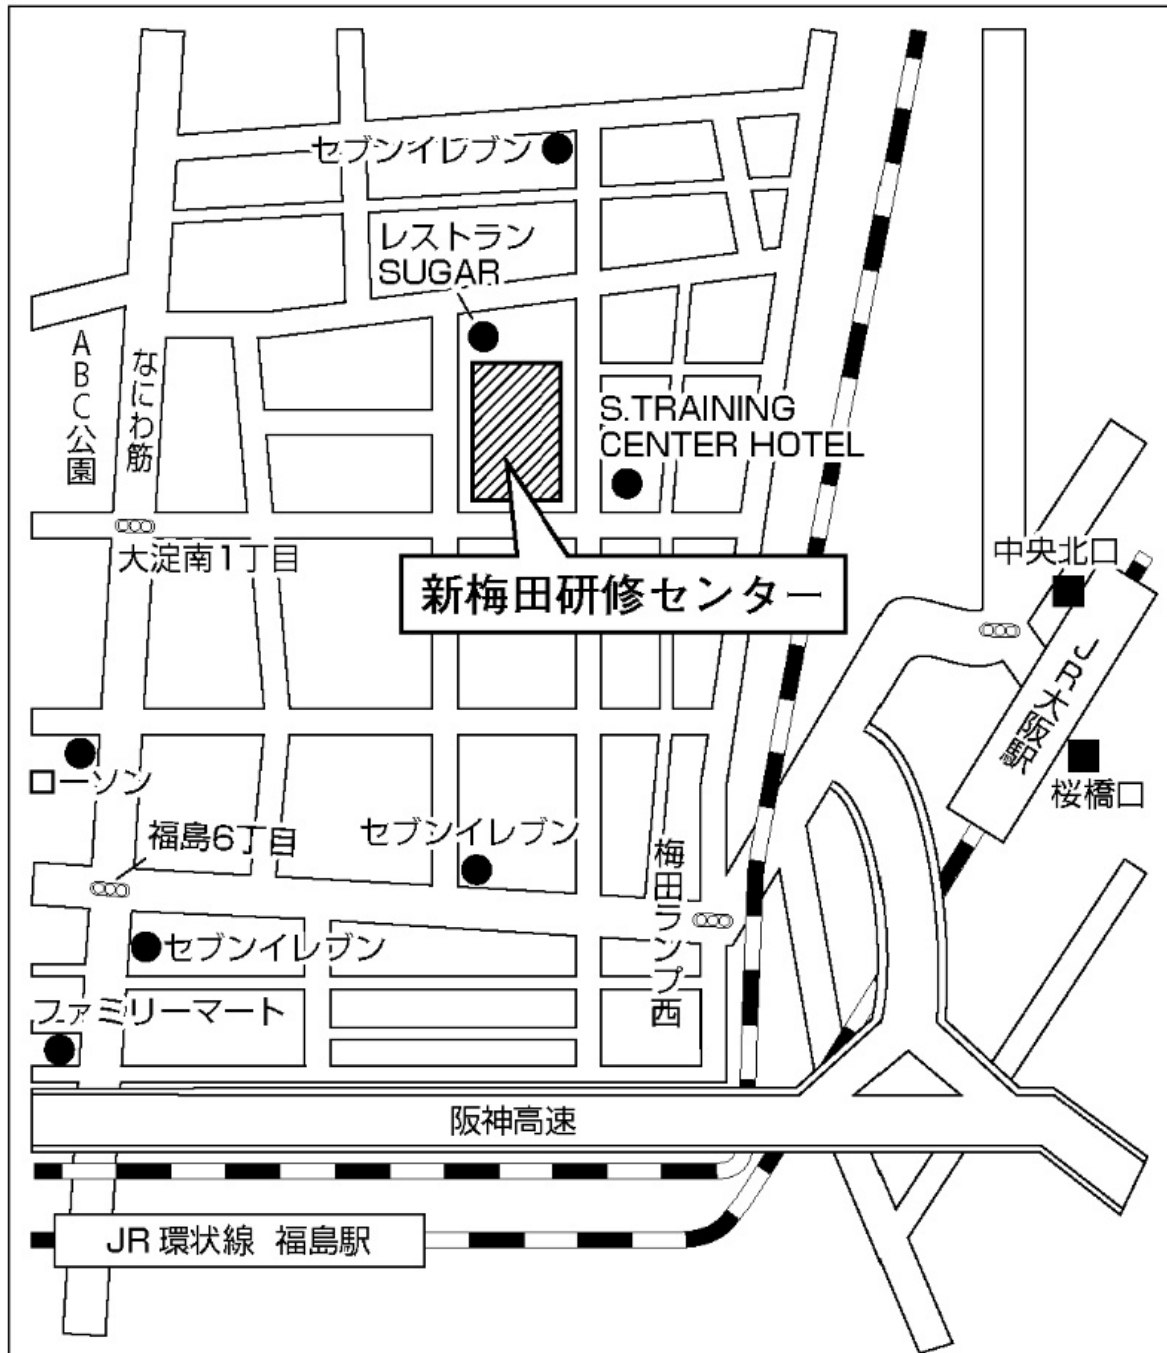 セブンイレブン
レストラン
SUGAR
ABC公園
なにわ筋
S.TRAINING
CENTER HOTEL
大淀南1丁目
新梅田研修センター
中央北口
JR大阪駅
桜橋口
ローソン
福島6丁目
セブンイレブン
梅田ランプ西
セブンイレブン
ファミリーマート
阪神高速
JR環状線 福島駅